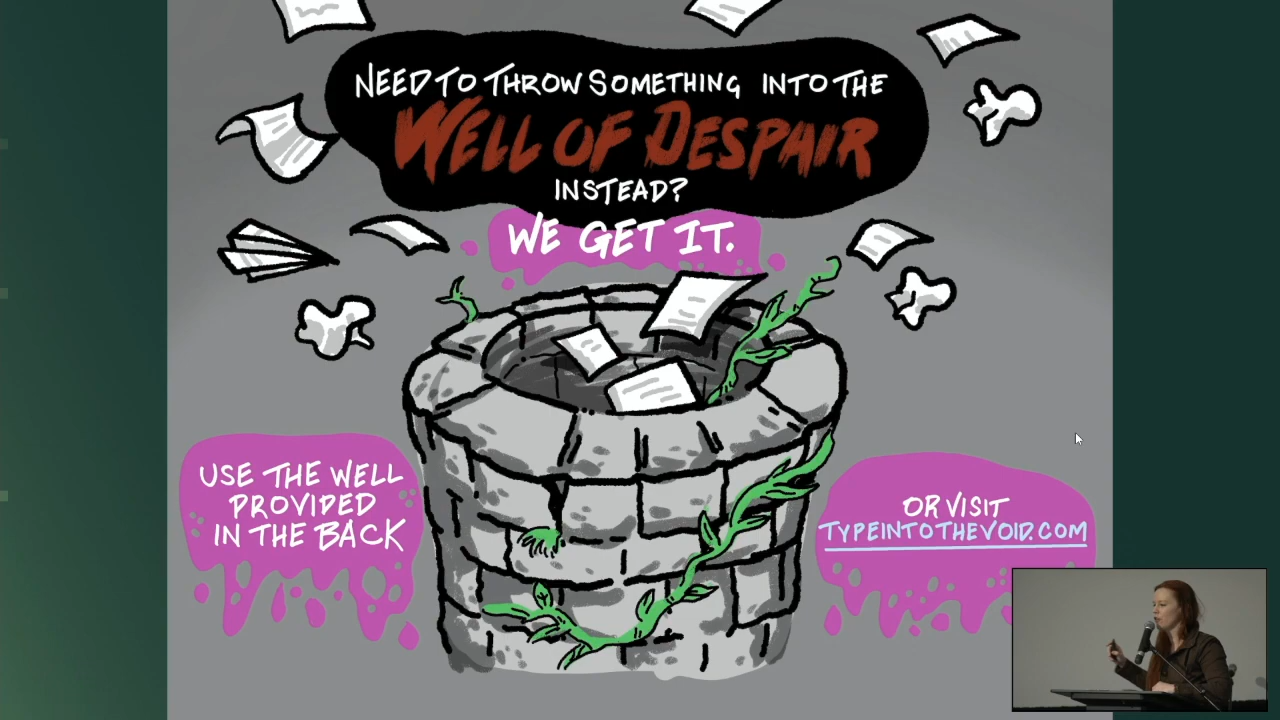 NEED TO THROW SOMETHING INTO THE
WELL OF DESPAIR
INSTEAD?
WE GET IT.
USE THE WELL
PROVIDED
IN THE BACK
OR VISIT
TYPEINTOTHEVOID.COM